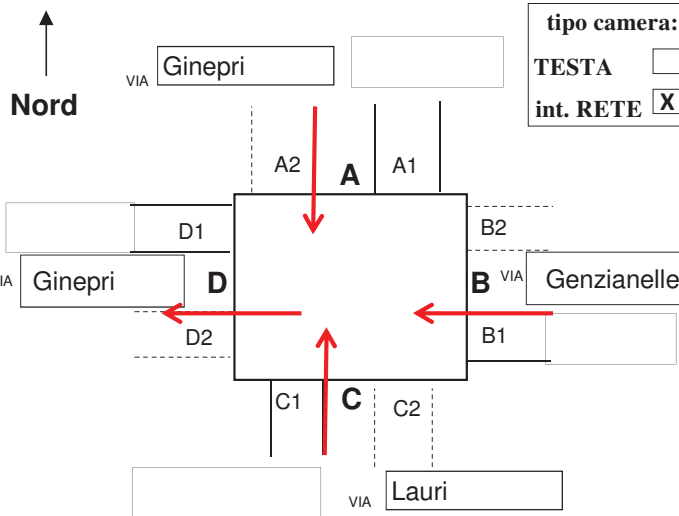 tipo camera:
VIA Ginepri
TESTA
Nord
int. RETE X
A2 A A1
D1 B2
VIA Ginepri D B VIA Genzianelle
D2 B1
C1 C C2
VIA Lauri